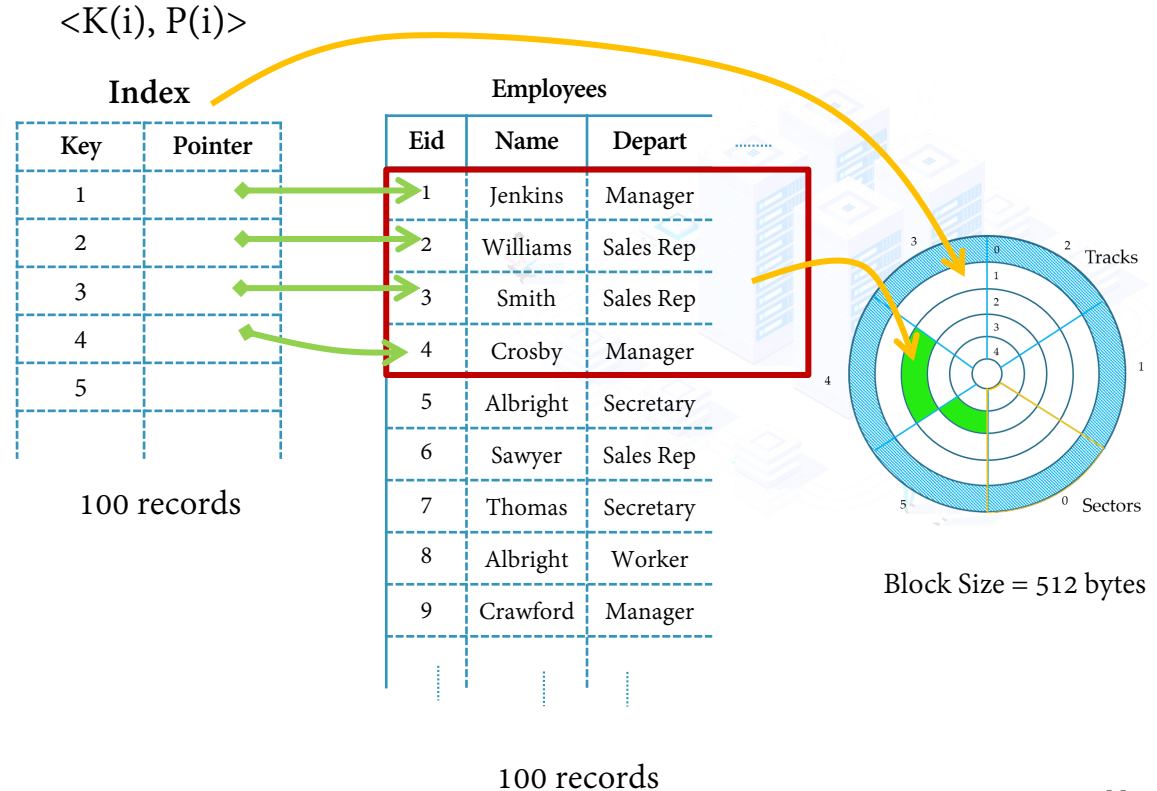 <K(i), P(i)>
Index
Key Pointer
1
2
3
4
5
100 records
Employees
Eid Name Depart ........
1 Jenkins Manager
2 Williams Sales Rep
3 Smith Sales Rep
4 Crosby Manager
5 Albright Secretary
6 Sawyer Sales Rep
7 Thomas Secretary
8 Albright Worker
9 Crawford Manager
100 records
3 0 2 Tracks
1
2
3
4
4 1
5 0 Sectors
Block Size = 512 bytes